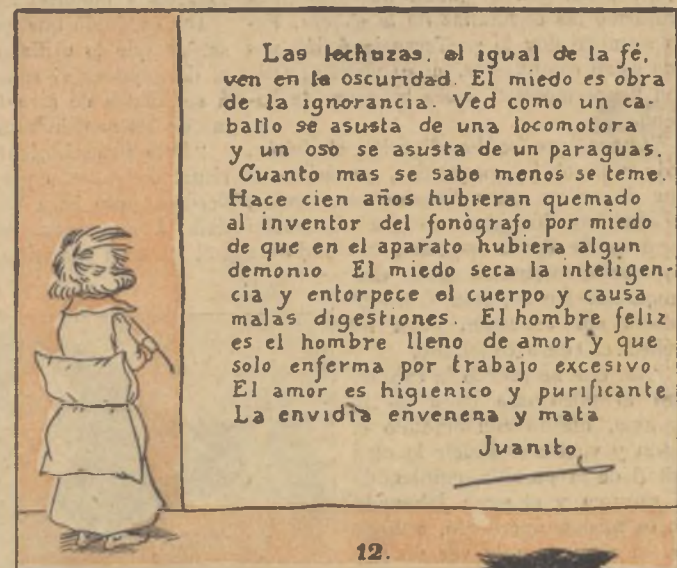 Las lechuzas, al igual de la fé,
ven en la oscuridad. El miedo es obra
de la ignorancia. Ved como un ca-
ballo se asusta de una locomotora
y un oso se asusta de un paraguas.
Cuanto mas se sabe menos se teme.
Hace cien años hubieran quemado
al inventor del fonògrafo por miedo
de que en el aparato hubiera algun
demonio El miedo seca la inteligen-
cia y entorpece el cuerpo y causa
malas digestiones. El hombre feliz
es el hombre lleno de amor y que
solo enferma por trabajo excesivo
El amor es higienico y purificante
La envidia envenena y mata
Juanito
12.